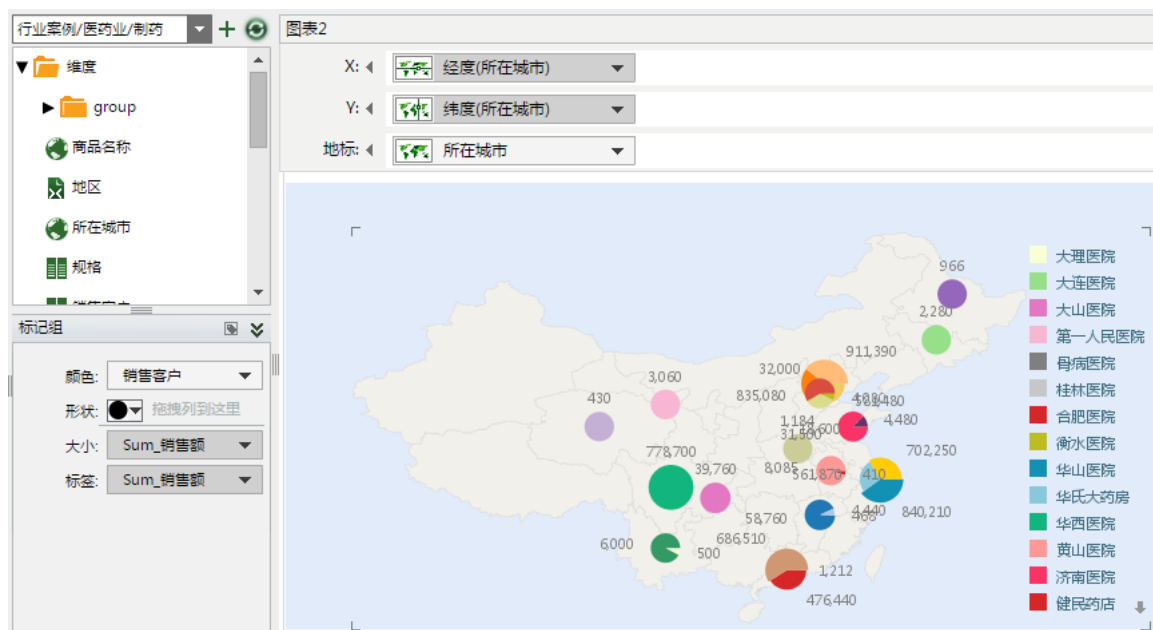 行业案例/医药业/制药
图表2
维度
group
商品名称
地区
所在城市
规格
X:
经度(所在城市)
Y:
纬度(所在城市)
地标:
所在城市
标记组
颜色:
销售客户
形状:
拖拽列到这里
大小:
Sum_销售额
标签:
Sum_销售额
966
2,280
911,390
32,000
3,060
835,080
430
4,480
1,184
31,500
702,250
778,700
39,760
8,085
561,870
410
58,760
4,440
840,210
686,510
6,000
500
1,212
476,440
大理医院
大连医院
大山医院
第一人民医院
骨病医院
桂林医院
合肥医院
衡水医院
华山医院
华氏大药房
华西医院
黄山医院
济南医院
健民药店